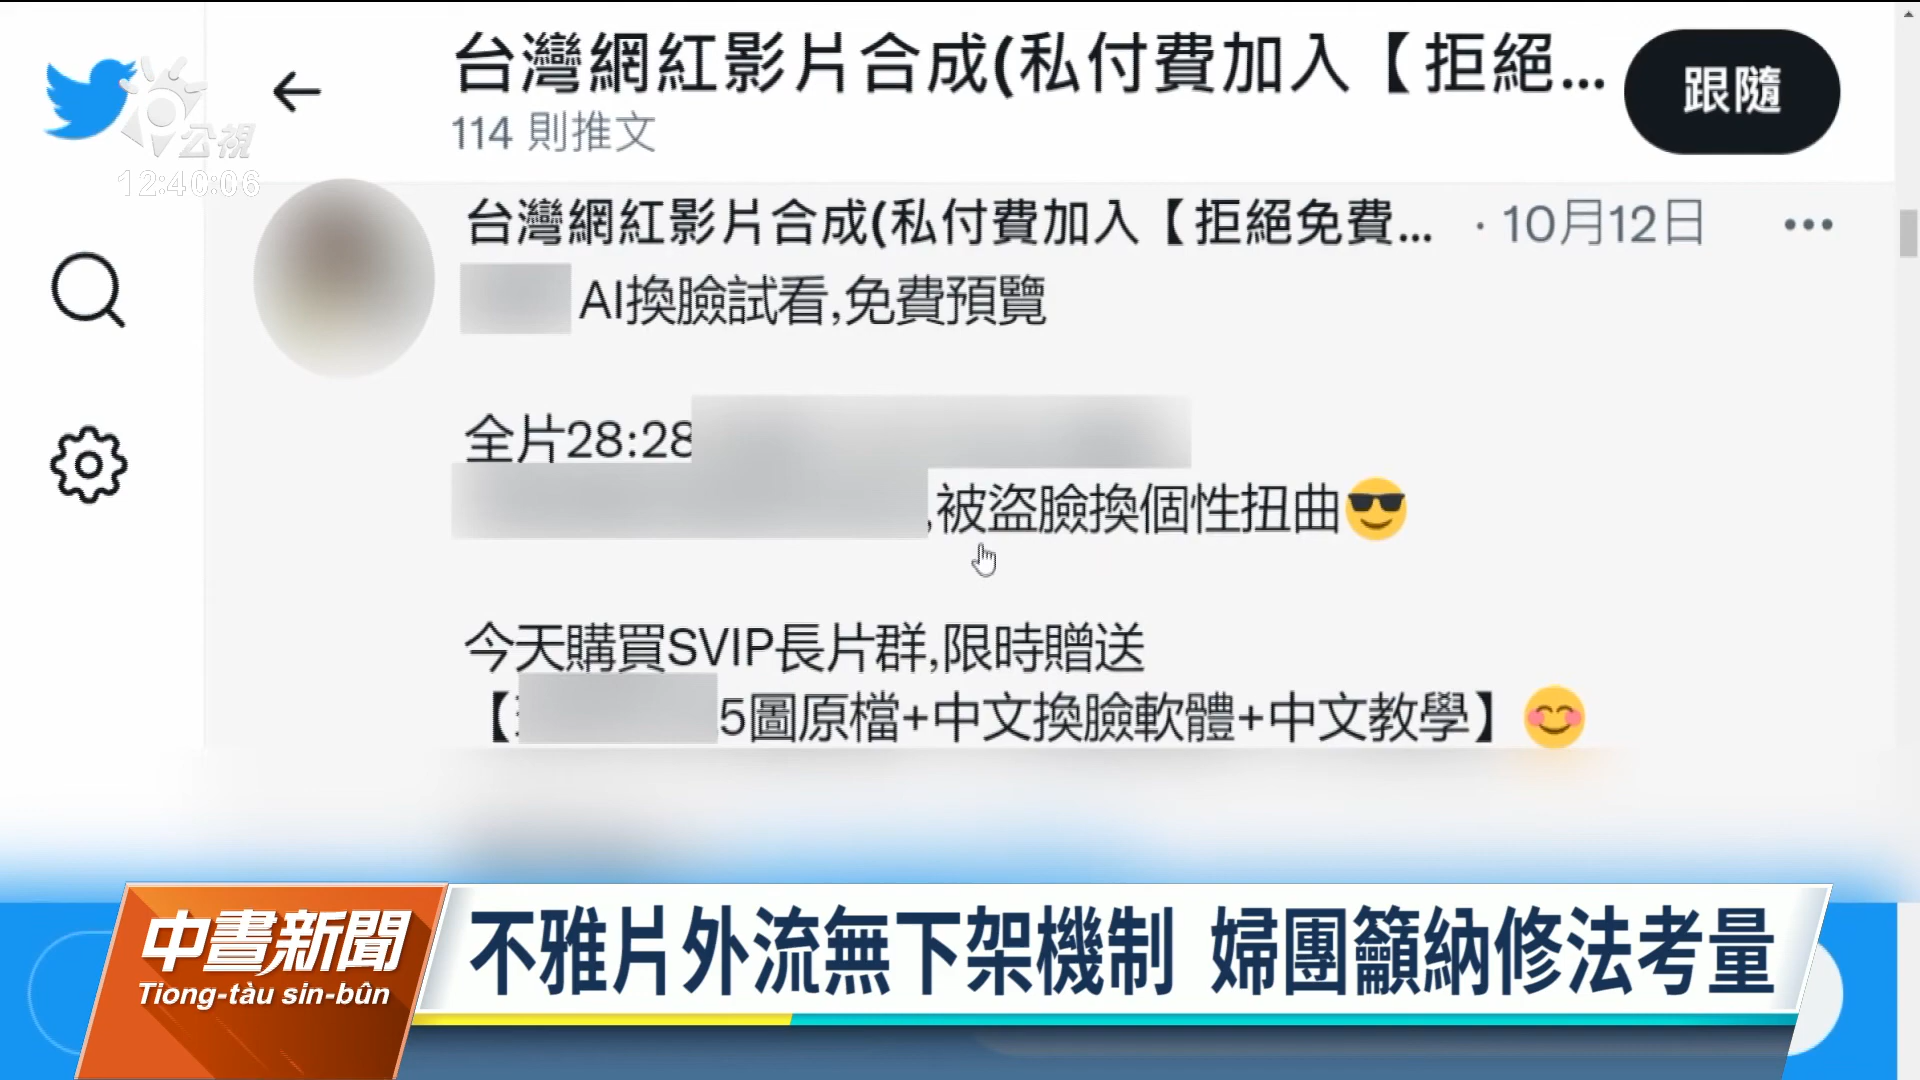 台灣網紅影片合成(私付費加入【拒絕...
跟隨
114 則推文
公視
12:40:06
台灣網紅影片合成(私付費加入【拒絕免費... · 10月12日
AI換臉試看,免費預覽
全片28:28
,被盜臉換個性扭曲😎
今天購買SVIP長片群,限時贈送
【 5圖原檔+中文換臉軟體+中文教學】😊
中晝新聞
Tiong-tàu sin-bûn
不雅片外流無下架機制 婦團籲納修法考量